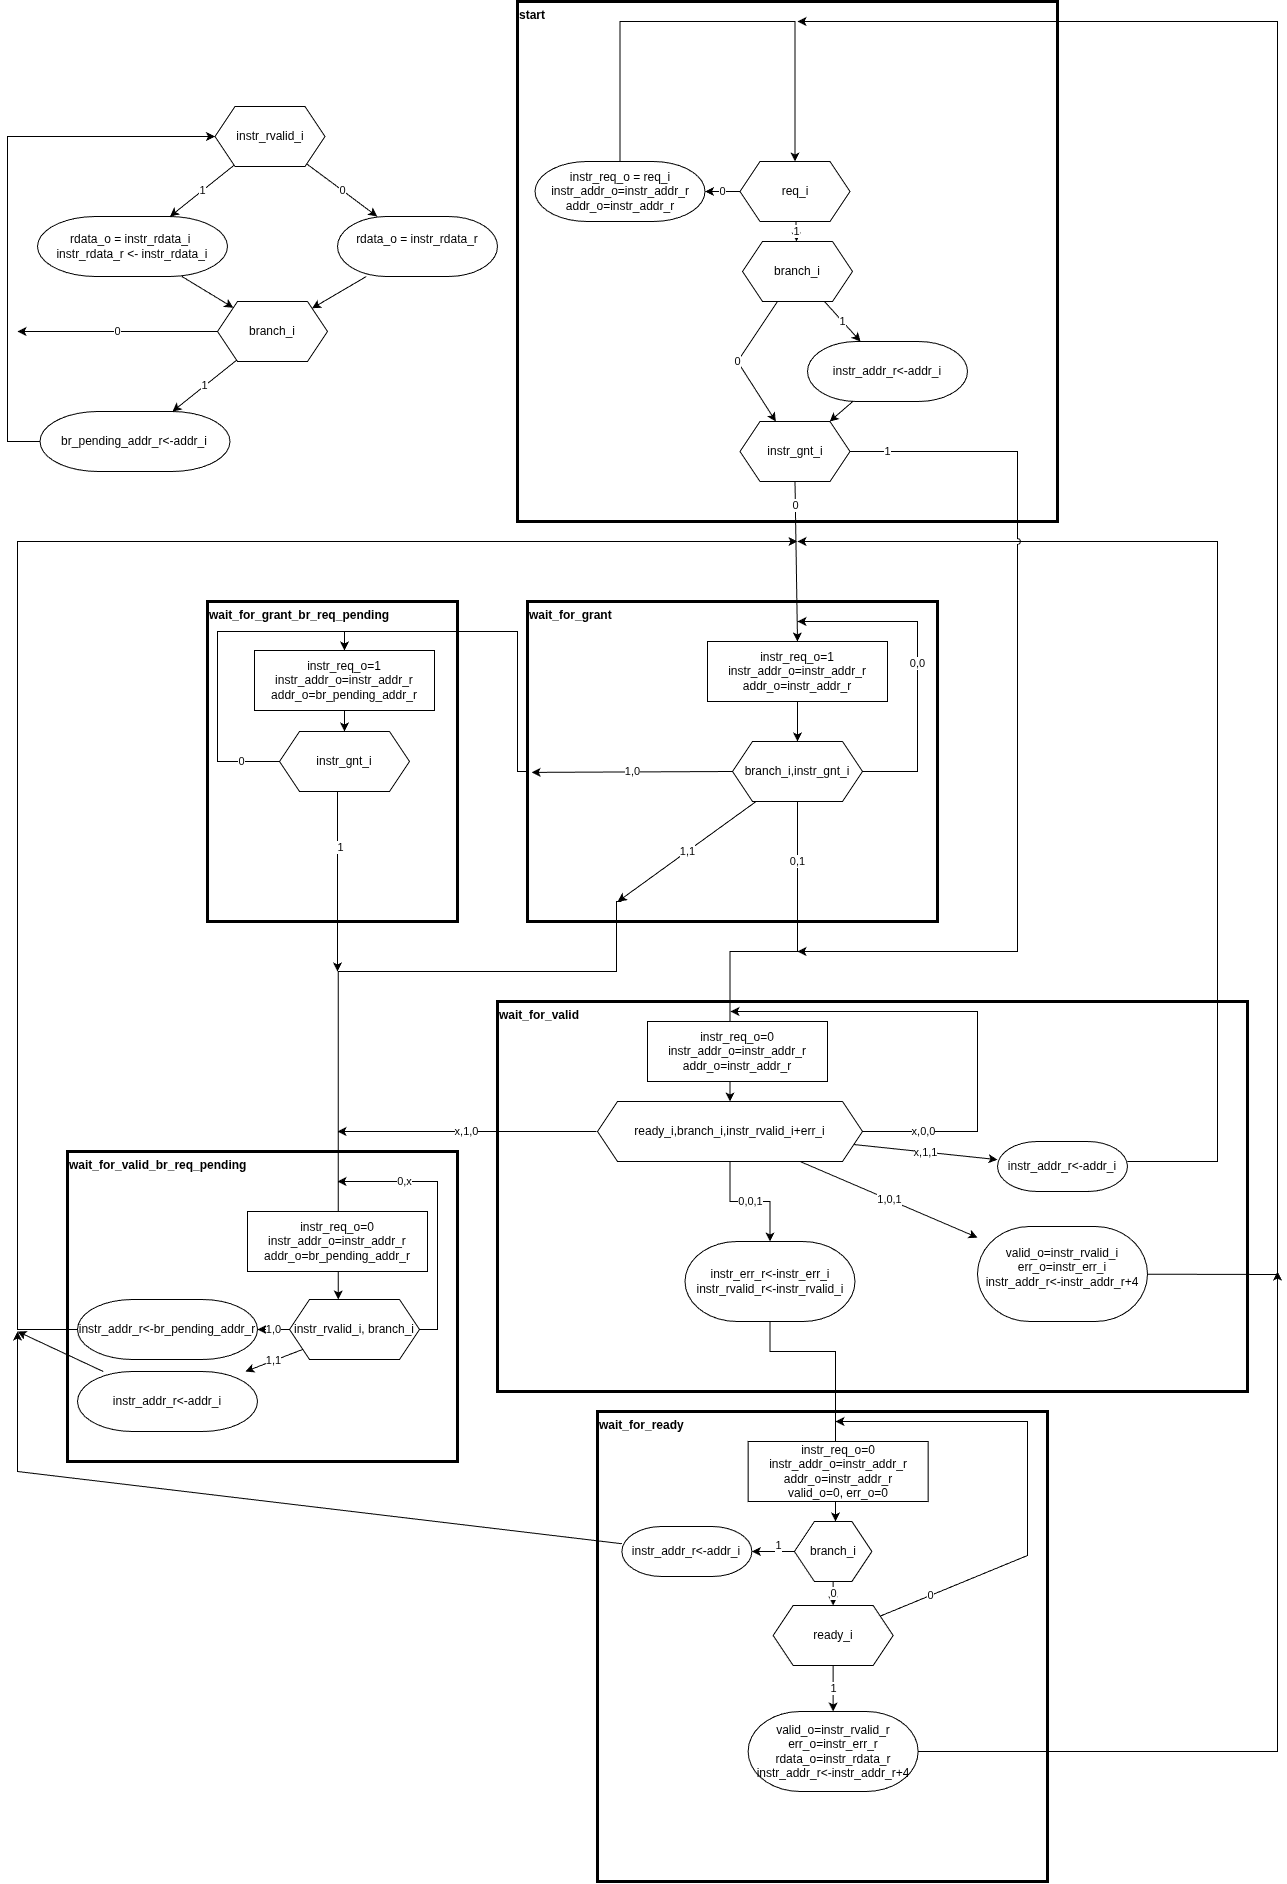 start
instr_req_o = req_i
instr_addr_o=instr_addr_r
addr_o=instr_addr_r
0
req_i
1
branch_i
1
0
instr_addr_r<-addr_i
instr_gnt_i
1
0
instr_rvalid_i
1
0
rdata_o = instr_rdata_i
instr_rdata_r <- instr_rdata_i
rdata_o = instr_rdata_r
branch_i
0
1
br_pending_addr_r<-addr_i
wait_for_grant_br_req_pending
instr_req_o=1
instr_addr_o=instr_addr_r
addr_o=br_pending_addr_r
instr_gnt_i
0
1
wait_for_grant
instr_req_o=1
instr_addr_o=instr_addr_r
addr_o=instr_addr_r
0,0
branch_i,instr_gnt_i
1,0
1,1
0,1
wait_for_valid
instr_req_o=0
instr_addr_o=instr_addr_r
addr_o=instr_addr_r
ready_i,branch_i,instr_rvalid_i+err_i
x,1,0
x,0,0
x,1,1
instr_addr_r<-addr_i
0,0,1
1,0,1
instr_err_r<-instr_err_i
instr_rvalid_r<-instr_rvalid_i
valid_o=instr_rvalid_i
err_o=instr_err_i
instr_addr_r<-instr_addr_r+4
wait_for_valid_br_req_pending
0,x
instr_req_o=0
instr_addr_o=instr_addr_r
addr_o=br_pending_addr_r
instr_addr_r<-br_pending_addr_r
1,0
instr_rvalid_i, branch_i
1,1
instr_addr_r<-addr_i
wait_for_ready
instr_req_o=0
instr_addr_o=instr_addr_r
addr_o=instr_addr_r
valid_o=0, err_o=0
instr_addr_r<-addr_i
1
branch_i
0
0
ready_i
1
valid_o=instr_rvalid_r
err_o=instr_err_r
rdata_o=instr_rdata_r
instr_addr_r<-instr_addr_r+4